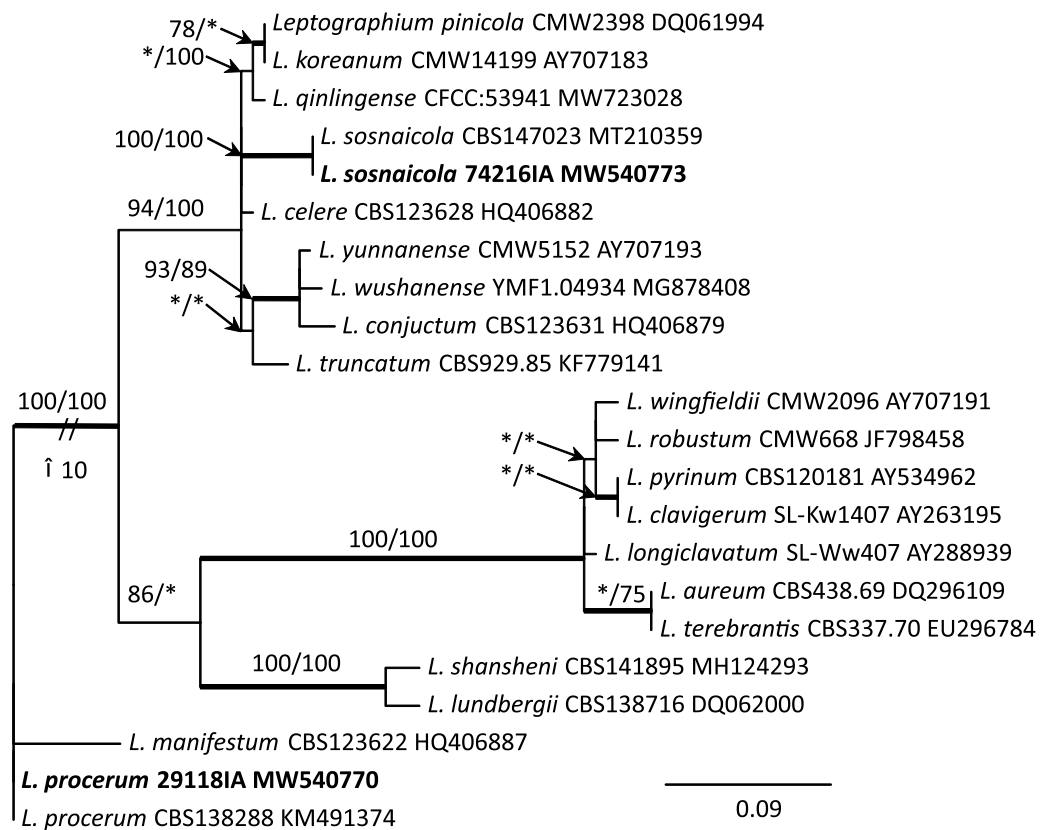 78/*
Leptographium pinicola CMW2398 DQ061994
*/100
L. koreanum CMW14199 AY707183
L. qinlingense CFCC:53941 MW723028
100/100
L. sosnaicola CBS147023 MT210359
L. sosnaicola 74216IA MW540773
94/100
L. celere CBS123628 HQ406882
L. yunnanense CMW5152 AY707193
93/89
L. wushanense YMF1.04934 MG878408
*/*
L. conjuctum CBS123631 HQ406879
L. truncatum CBS929.85 KF779141
100/100
î 10
L. wingfieldii CMW2096 AY707191
*/*
L. robustum CMW668 JF798458
*/*
L. pyrinum CBS120181 AY534962
L. clavigerum SL-Kw1407 AY263195
100/100
L. longiclavatum SL-Ww407 AY288939
86/*
*/75
L. aureum CBS438.69 DQ296109
L. terebrantis CBS337.70 EU296784
100/100
L. shansheni CBS141895 MH124293
L. lundbergii CBS138716 DQ062000
L. manifestum CBS123622 HQ406887
L. procerum 29118IA MW540770
L. procerum CBS138288 KM491374
0.09